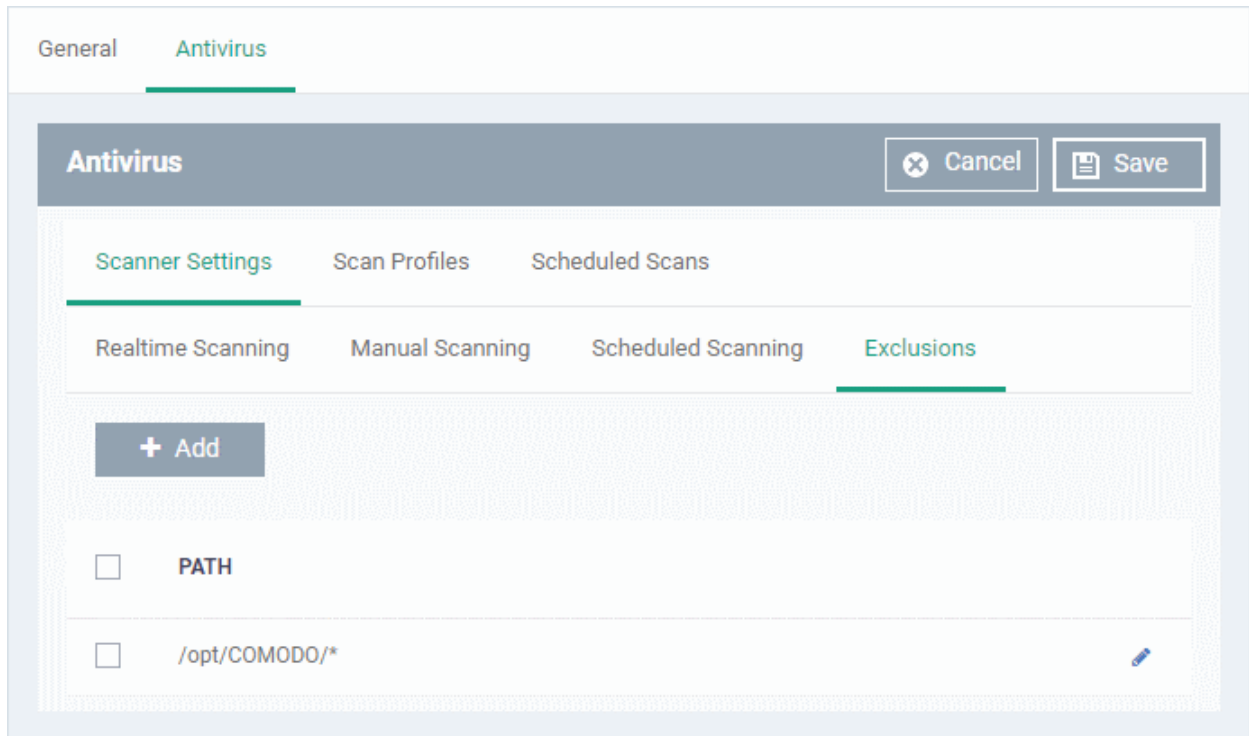 General Antivirus
Antivirus Cancel Save
Scanner Settings Scan Profiles Scheduled Scans
Realtime Scanning Manual Scanning Scheduled Scanning Exclusions
+ Add
PATH
/opt/COMODO/*